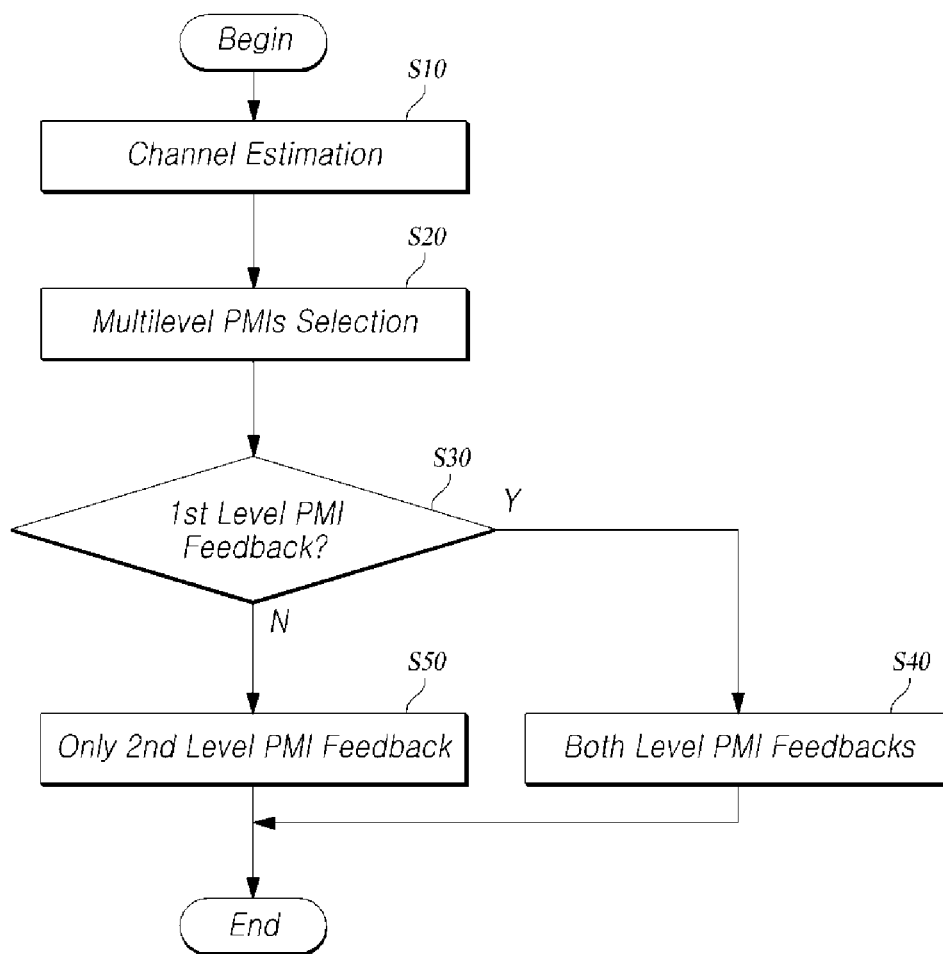 Begin
S10
Channel Estimation
S20
Multilevel PMIs Selection
S30
1st Level PMI
Feedback?
Y
N
S50
Only 2nd Level PMI Feedback
S40
Both Level PMI Feedbacks
End